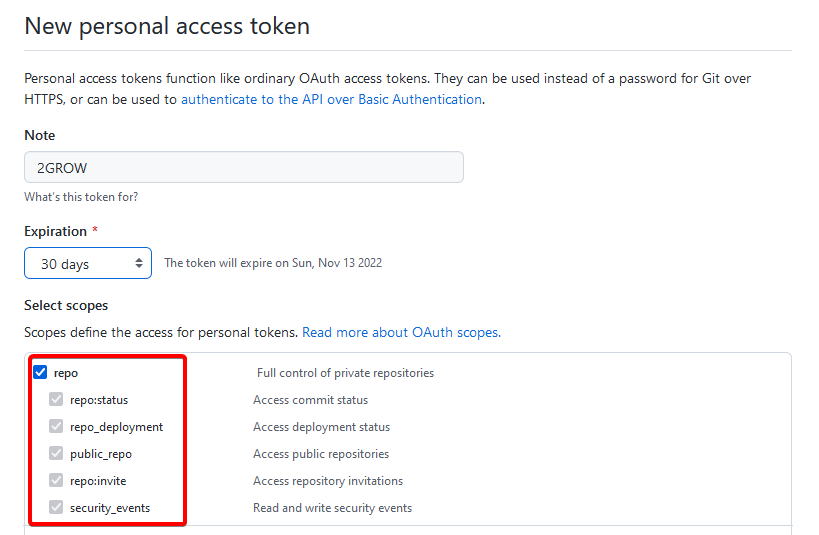 New personal access token
Personal access tokens function like ordinary OAuth access tokens. They can be used instead of a password for Git over
HTTPS, or can be used to authenticate to the API over Basic Authentication.
Note
2GROW
What's this token for?
Expiration *
30 days The token will expire on Sun, Nov 13 2022
Select scopes
Scopes define the access for personal tokens. Read more about OAuth scopes.
repo Full control of private repositories
repo:status Access commit status
repo_deployment Access deployment status
public_repo Access public repositories
repo:invite Access repository invitations
security_events Read and write security events